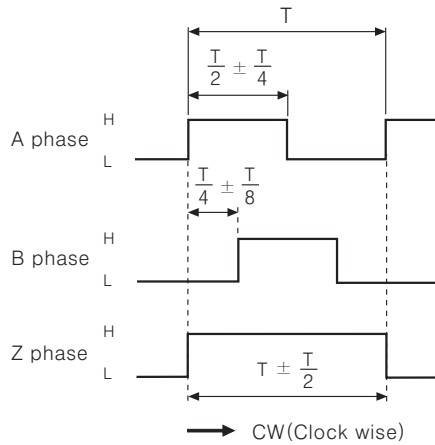 T
T/2 ± T/4
H
A phase
L
T/4 ± T/8
H
B phase
L
H
Z phase
L
T ± T/2
CW(Clock wise)